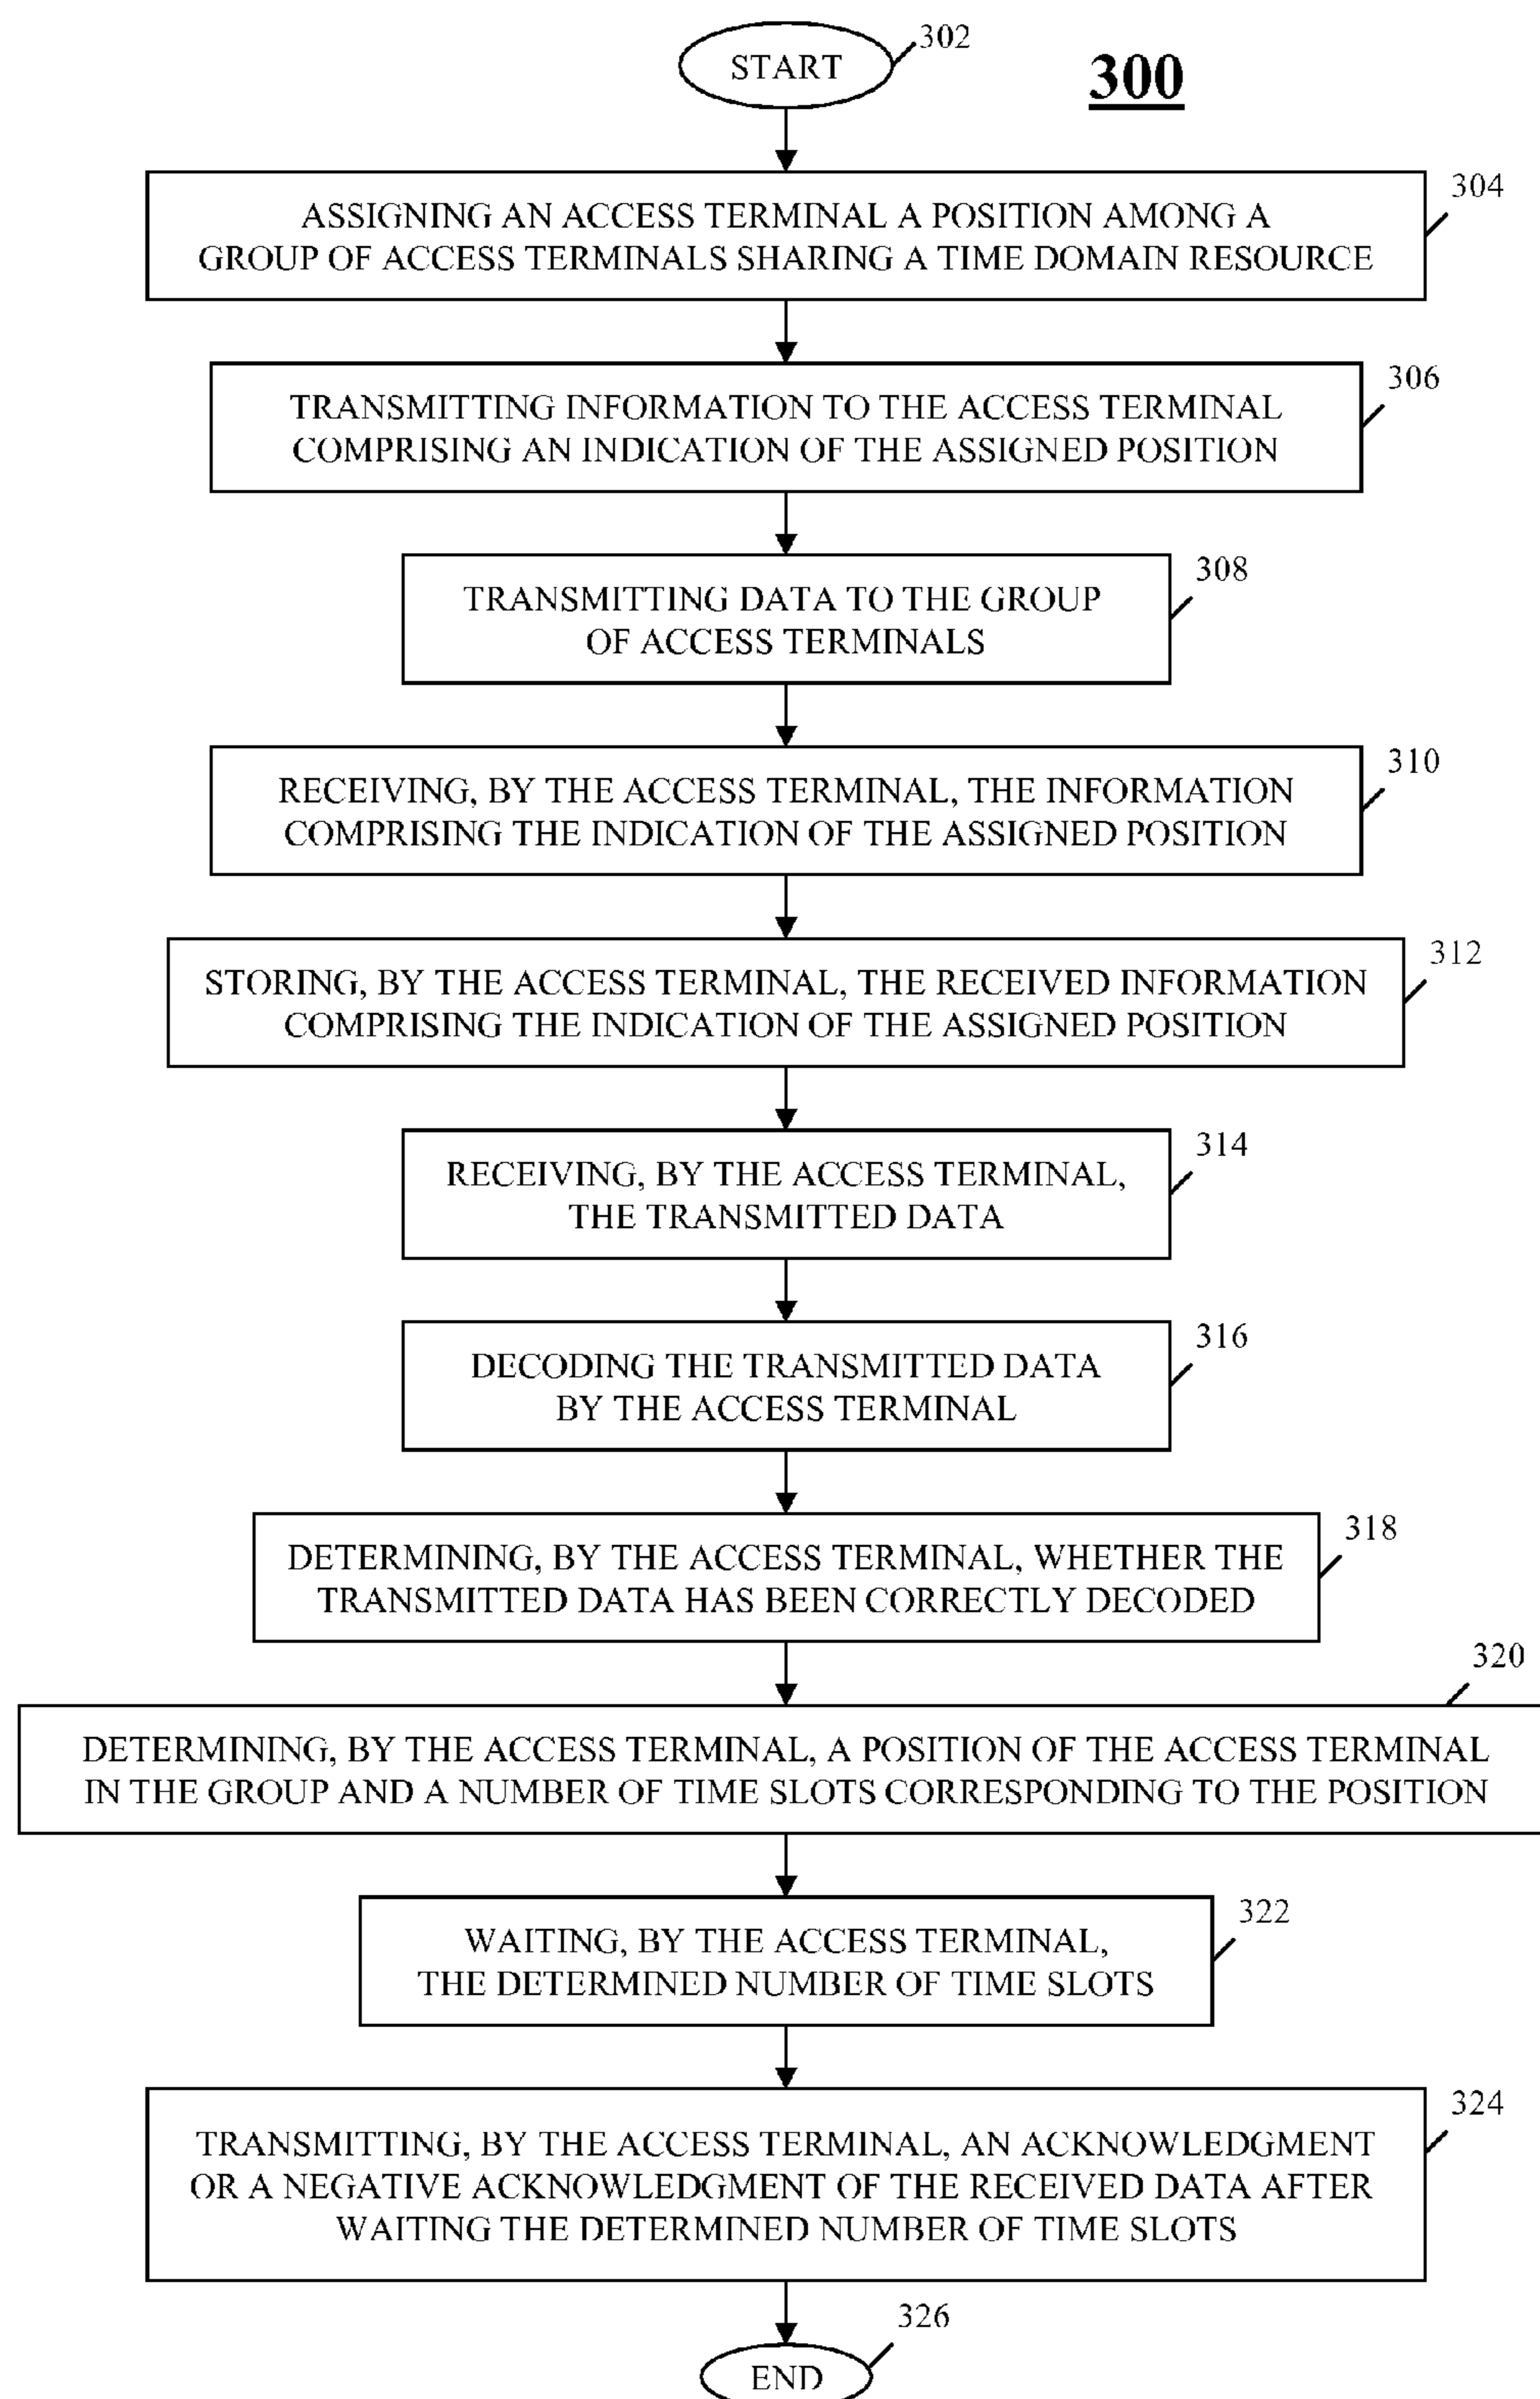 START
302
300
ASSIGNING AN ACCESS TERMINAL A POSITION AMONG A
GROUP OF ACCESS TERMINALS SHARING A TIME DOMAIN RESOURCE
304
TRANSMITTING INFORMATION TO THE ACCESS TERMINAL
COMPRISING AN INDICATION OF THE ASSIGNED POSITION
306
TRANSMITTING DATA TO THE GROUP
OF ACCESS TERMINALS
308
RECEIVING, BY THE ACCESS TERMINAL, THE INFORMATION
COMPRISING THE INDICATION OF THE ASSIGNED POSITION
310
STORING, BY THE ACCESS TERMINAL, THE RECEIVED INFORMATION
COMPRISING THE INDICATION OF THE ASSIGNED POSITION
312
RECEIVING, BY THE ACCESS TERMINAL,
THE TRANSMITTED DATA
314
DECODING THE TRANSMITTED DATA
BY THE ACCESS TERMINAL
316
DETERMINING, BY THE ACCESS TERMINAL, WHETHER THE
TRANSMITTED DATA HAS BEEN CORRECTLY DECODED
318
DETERMINING, BY THE ACCESS TERMINAL, A POSITION OF THE ACCESS TERMINAL
IN THE GROUP AND A NUMBER OF TIME SLOTS CORRESPONDING TO THE POSITION
320
WAITING, BY THE ACCESS TERMINAL,
THE DETERMINED NUMBER OF TIME SLOTS
322
TRANSMITTING, BY THE ACCESS TERMINAL, AN ACKNOWLEDGMENT
OR A NEGATIVE ACKNOWLEDGMENT OF THE RECEIVED DATA AFTER
WAITING THE DETERMINED NUMBER OF TIME SLOTS
324
END
326